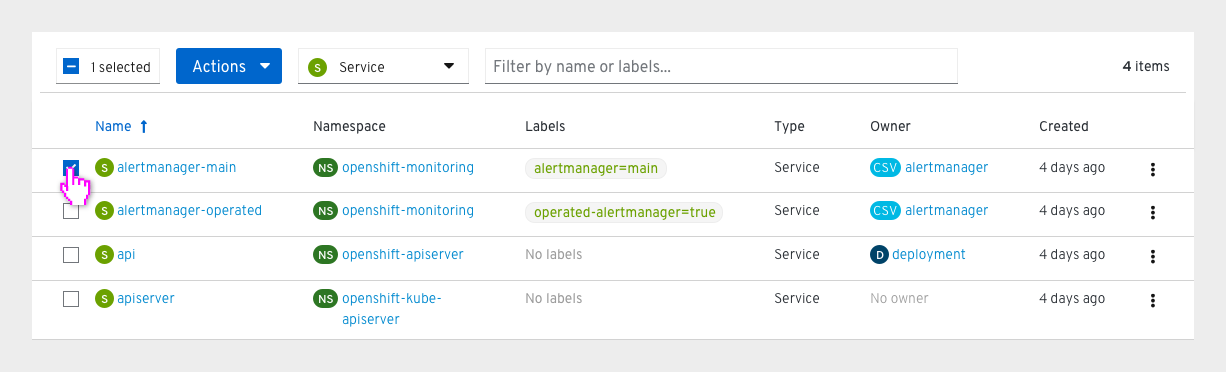 1 selected Actions S Service Filter by name or labels... 4 items
Name Namespace Labels Type Owner Created
S alertmanager-main NS openshift-monitoring alertmanager=main Service CSV alertmanager 4 days ago
S alertmanager-operated NS openshift-monitoring operated-alertmanager=true Service CSV alertmanager 4 days ago
S api NS openshift-apiserver No labels Service D deployment 4 days ago
S apiserver NS openshift-kube- No labels Service No owner 4 days ago
apiserver